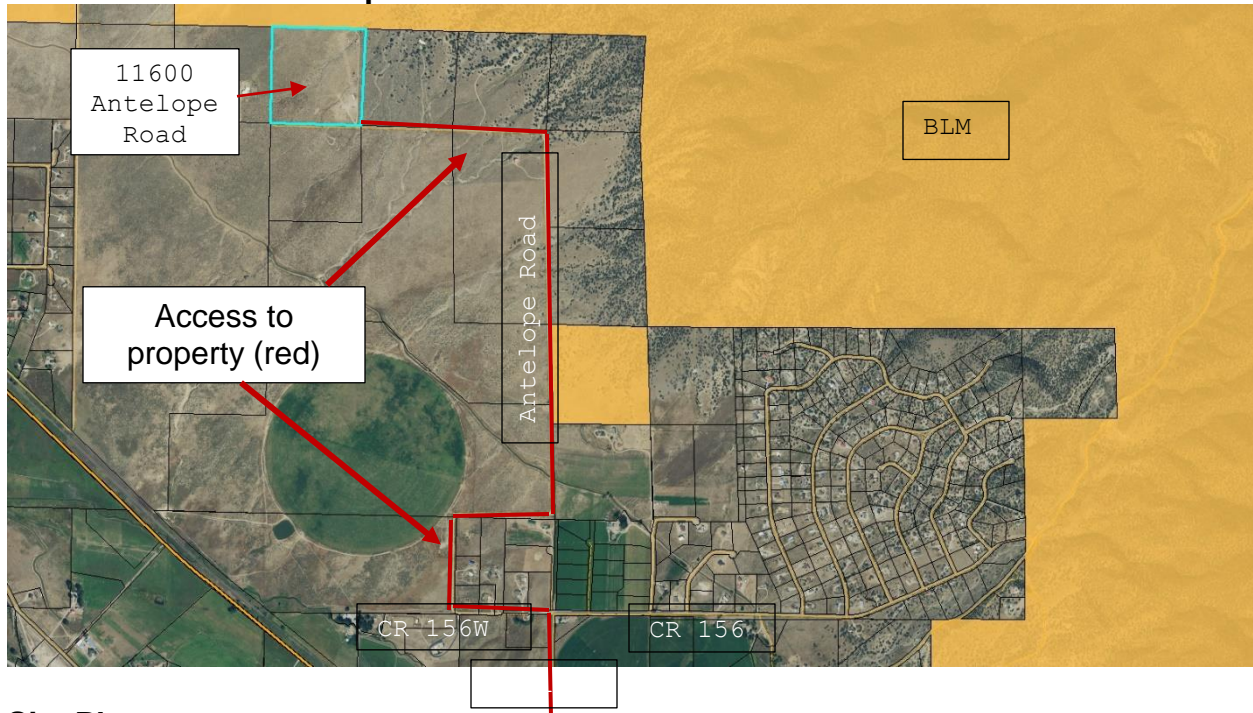 11600
Antelope
Road
BLM
Antelope Road
Access to
property (red)
CR 156W
CR 156